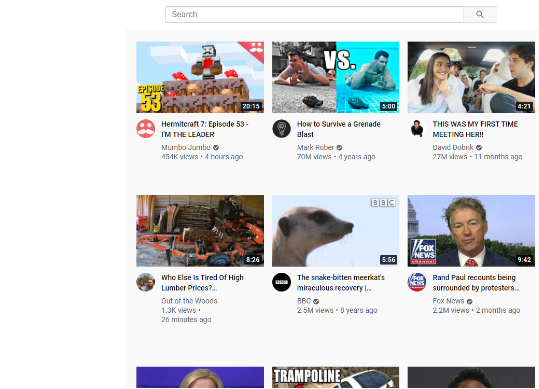 Search
EPISODE
53
20:15
VS.
5:00
4:21
Hermitcraft 7: Episode 53 -
I'M THE LEADER
Mumbo Jumbo
454K views • 4 hours ago
How to Survive a Grenade
Blast
Mark Rober
70M views • 4 years ago
THIS WAS MY FIRST TIME
MEETING HER!!
David Dobrik
27M views • 11 months ago
8:26
BBC
5:56
FOX
NEWS
channel
9:42
Who Else Is Tired Of High
Lumber Prices?...
Out of the Woods
1.3K views •
26 minutes ago
BBC
The snake-bitten meerkat's
miraculous recovery |...
BBC
2.5M views • 8 years ago
FOX
NEWS
Rand Paul recounts being
surrounded by protesters...
Fox News
2.2M views • 2 months ago
TRAMPOLINE